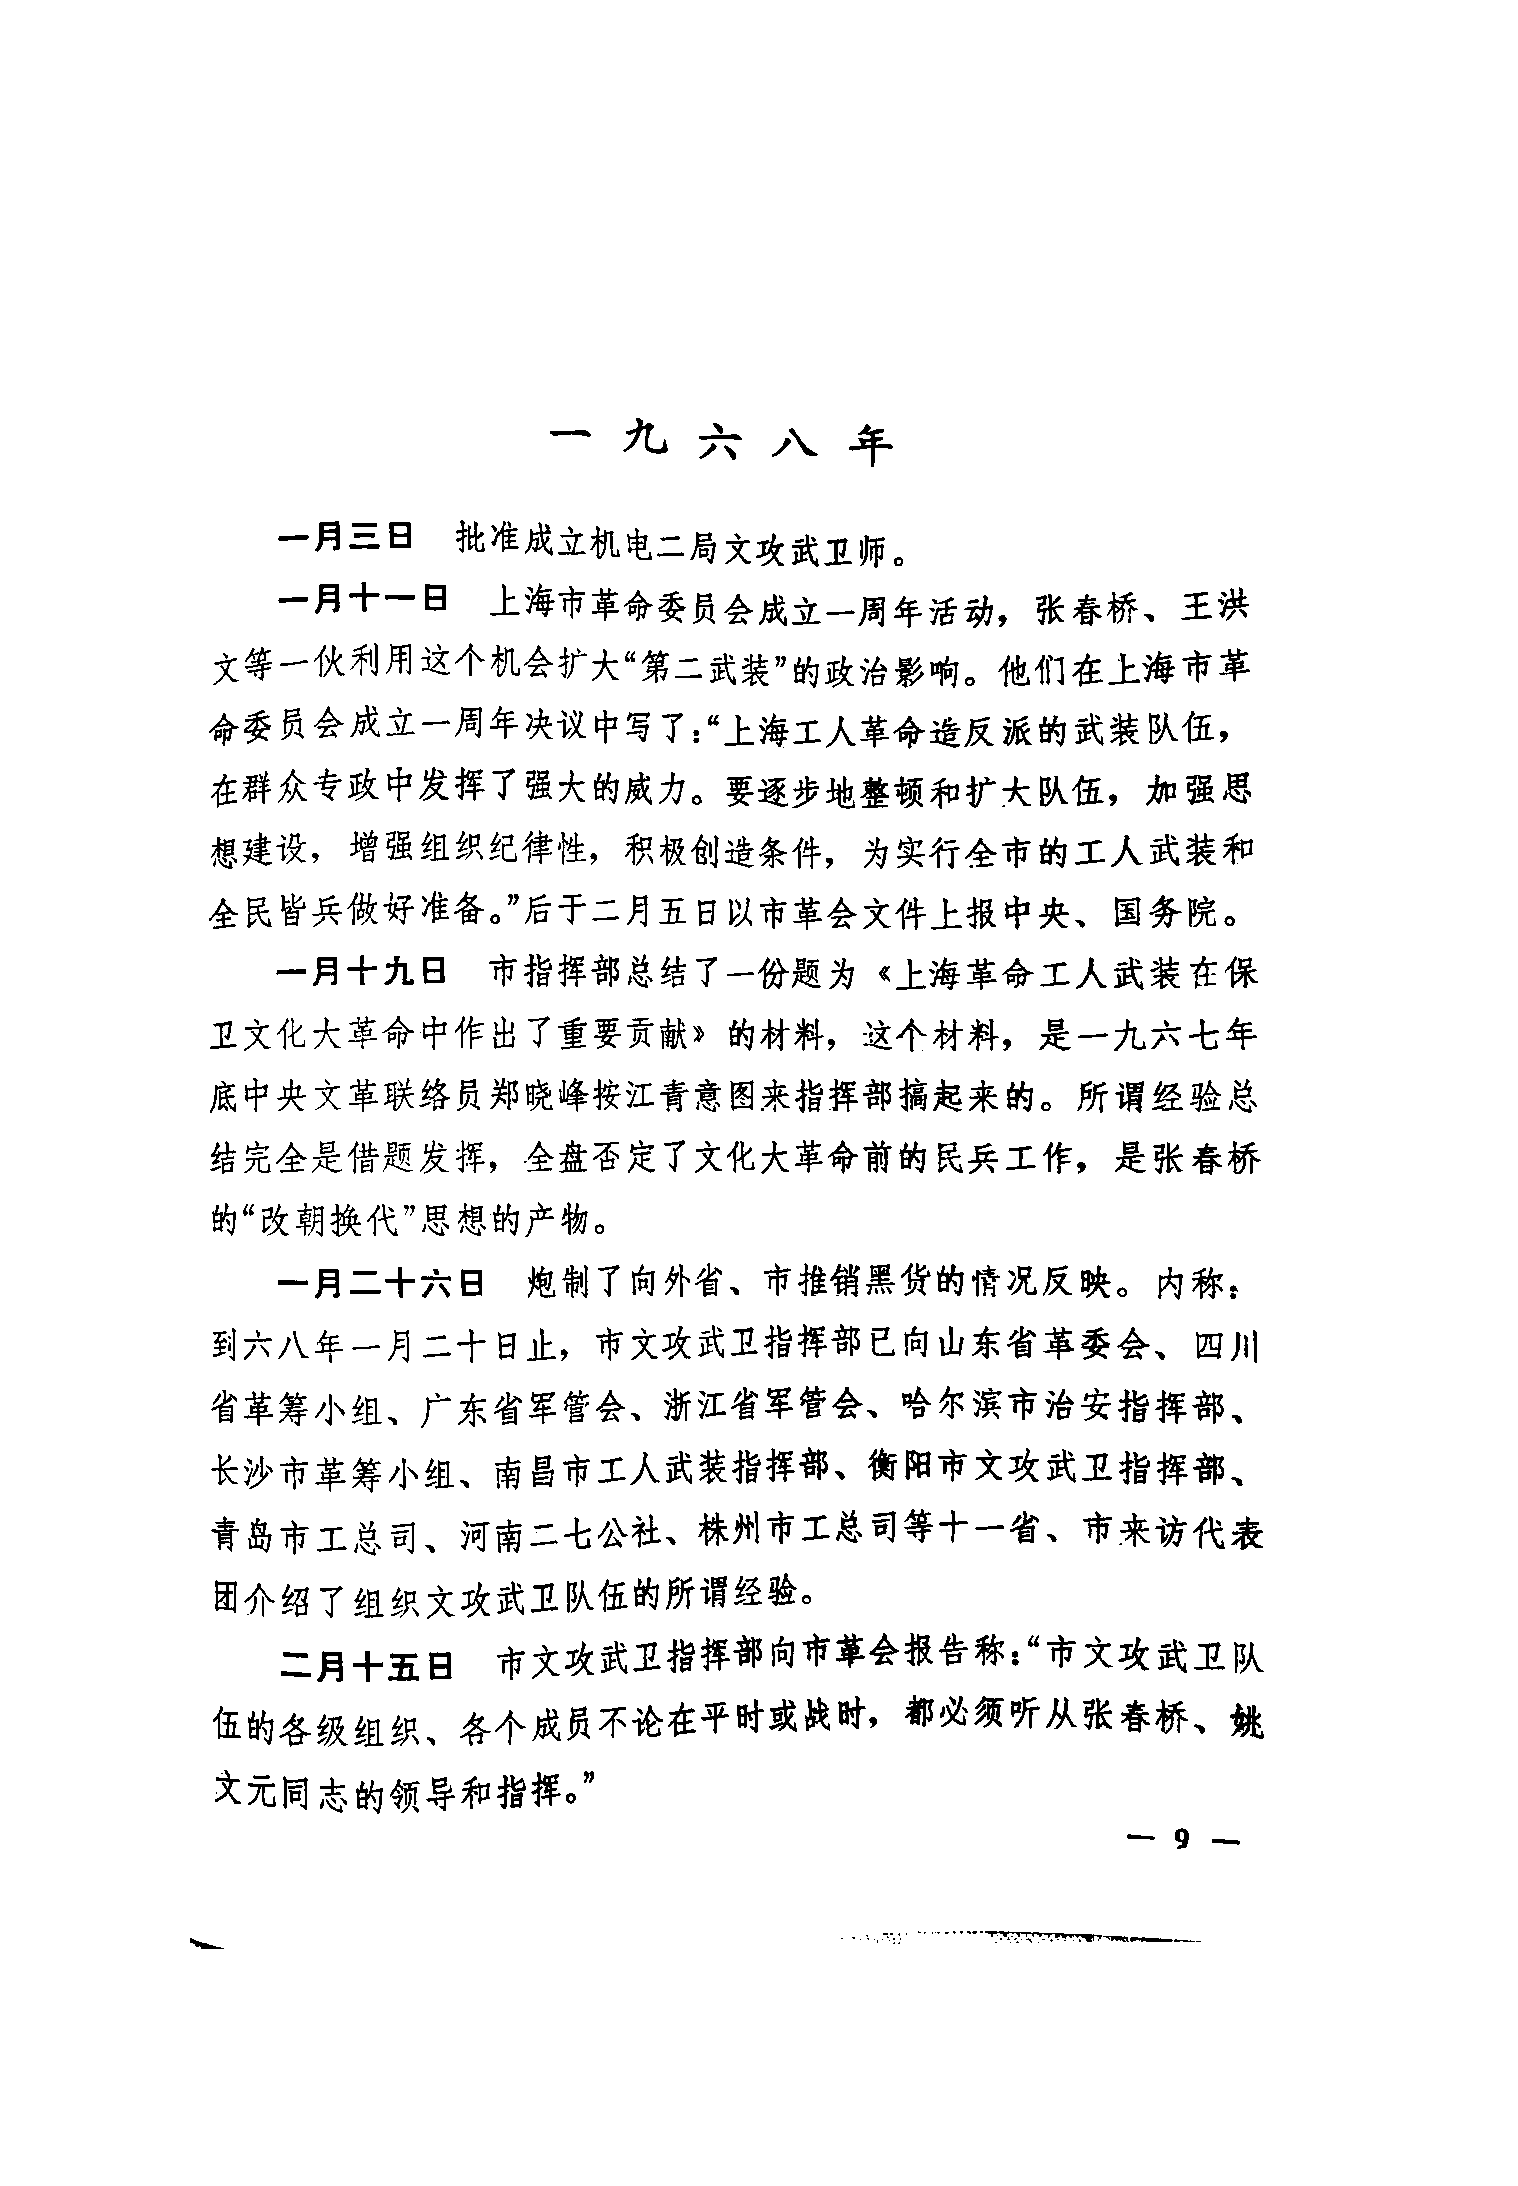 一九六八年
一月三日　批准成立机电二局文攻武卫师。
一月十一日　上海市革命委员会成立一周年活动，张春桥、王洪
文等一伙利用这个机会扩大“第二武装”的政治影响。他们在上海市革
命委员会成立一周年决议中写了：“上海工人革命造反派的武装队伍，
在群众专政中发挥了强大的威力。要逐步地整顿和扩大队伍，加强思
想建设，增强组织纪律性，积极创造条件，为实行全市的工人武装和
全民皆兵做好准备。”后于二月五日以市革会文件上报中央、国务院。
一月十九日　市指挥部总结了一份题为《上海革命工人武装在保
卫文化大革命中作出了重要贡献》的材料，这个材料，是一九六七年
底中央文革联络员郑晓峰按江青意图来指挥部搞起来的。所谓经验总
结完全是借题发挥，全盘否定了文化大革命前的民兵工作，是张春桥
的“改朝换代”思想的产物。
一月二十六日　炮制了向外省、市推销黑货的情况反映。内称：
到六八年一月二十日止，市文攻武卫指挥部已向山东省革委会、四川
省革筹小组、广东省军管会、浙江省军管会、哈尔滨市治安指挥部、
长沙市革筹小组、南昌市工人武装指挥部、衡阳市文攻武卫指挥部、
青岛市工总司、河南二七公社、株州市工总司等十一省、市来访代表
团介绍了组织文攻武卫队伍的所谓经验。
二月十五日　市文攻武卫指挥部向市革会报告称：“市文攻武卫队
伍的各级组织、各个成员不论在平时或战时，都必须听从张春桥、姚
文元同志的领导和指挥。”
— 9 —